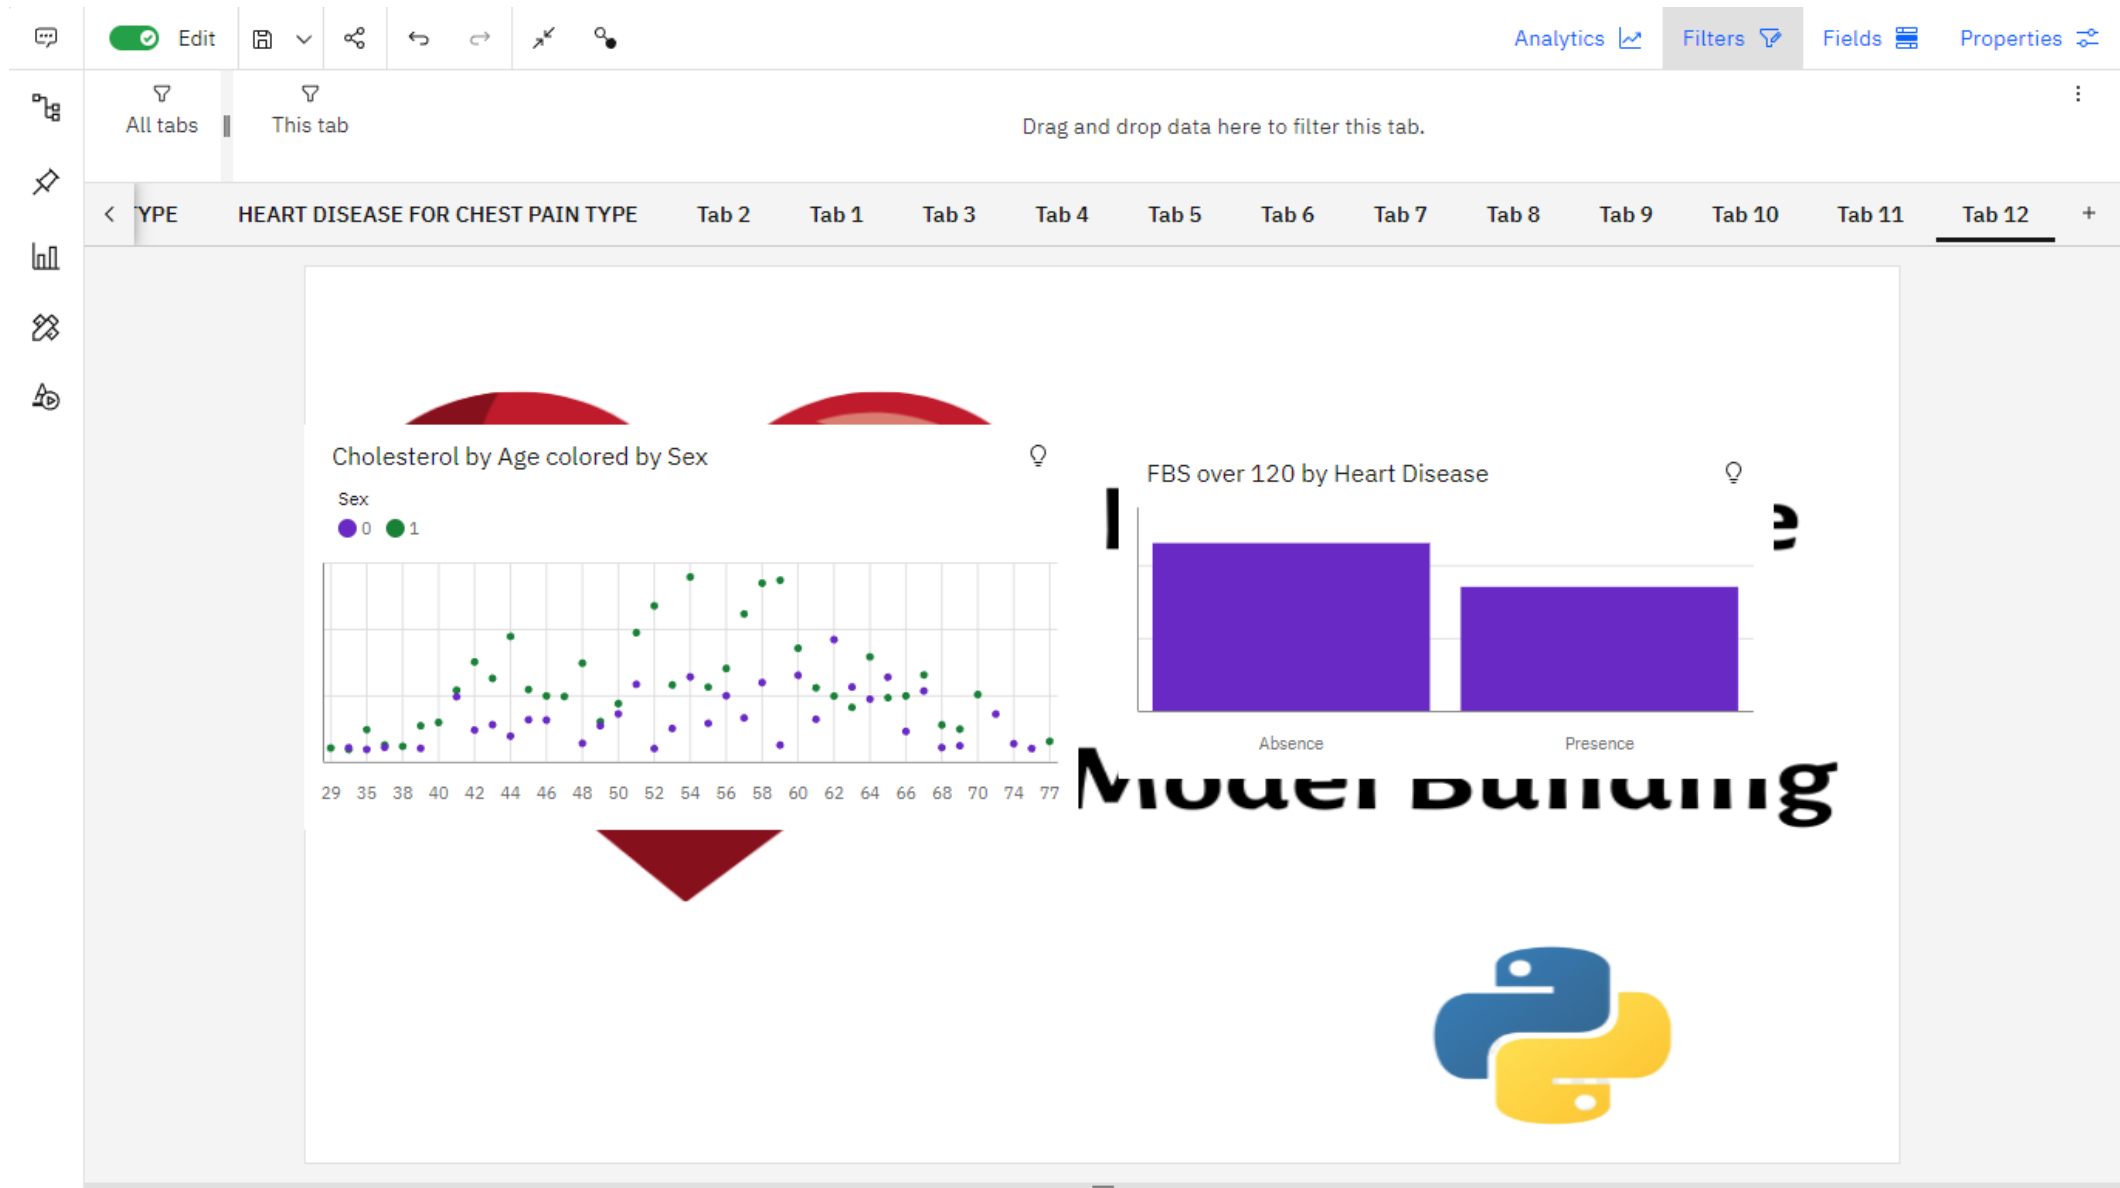 Edit
Analytics
Filters
Fields
Properties
All tabs
This tab
Drag and drop data here to filter this tab.
YPE
HEART DISEASE FOR CHEST PAIN TYPE
Tab 2
Tab 1
Tab 3
Tab 4
Tab 5
Tab 6
Tab 7
Tab 8
Tab 9
Tab 10
Tab 11
Tab 12
Cholesterol by Age colored by Sex
Sex
0 1
29 35 38 40 42 44 46 48 50 52 54 56 58 60 62 64 66 68 70 74 77
FBS over 120 by Heart Disease
Absence Presence
Model Building